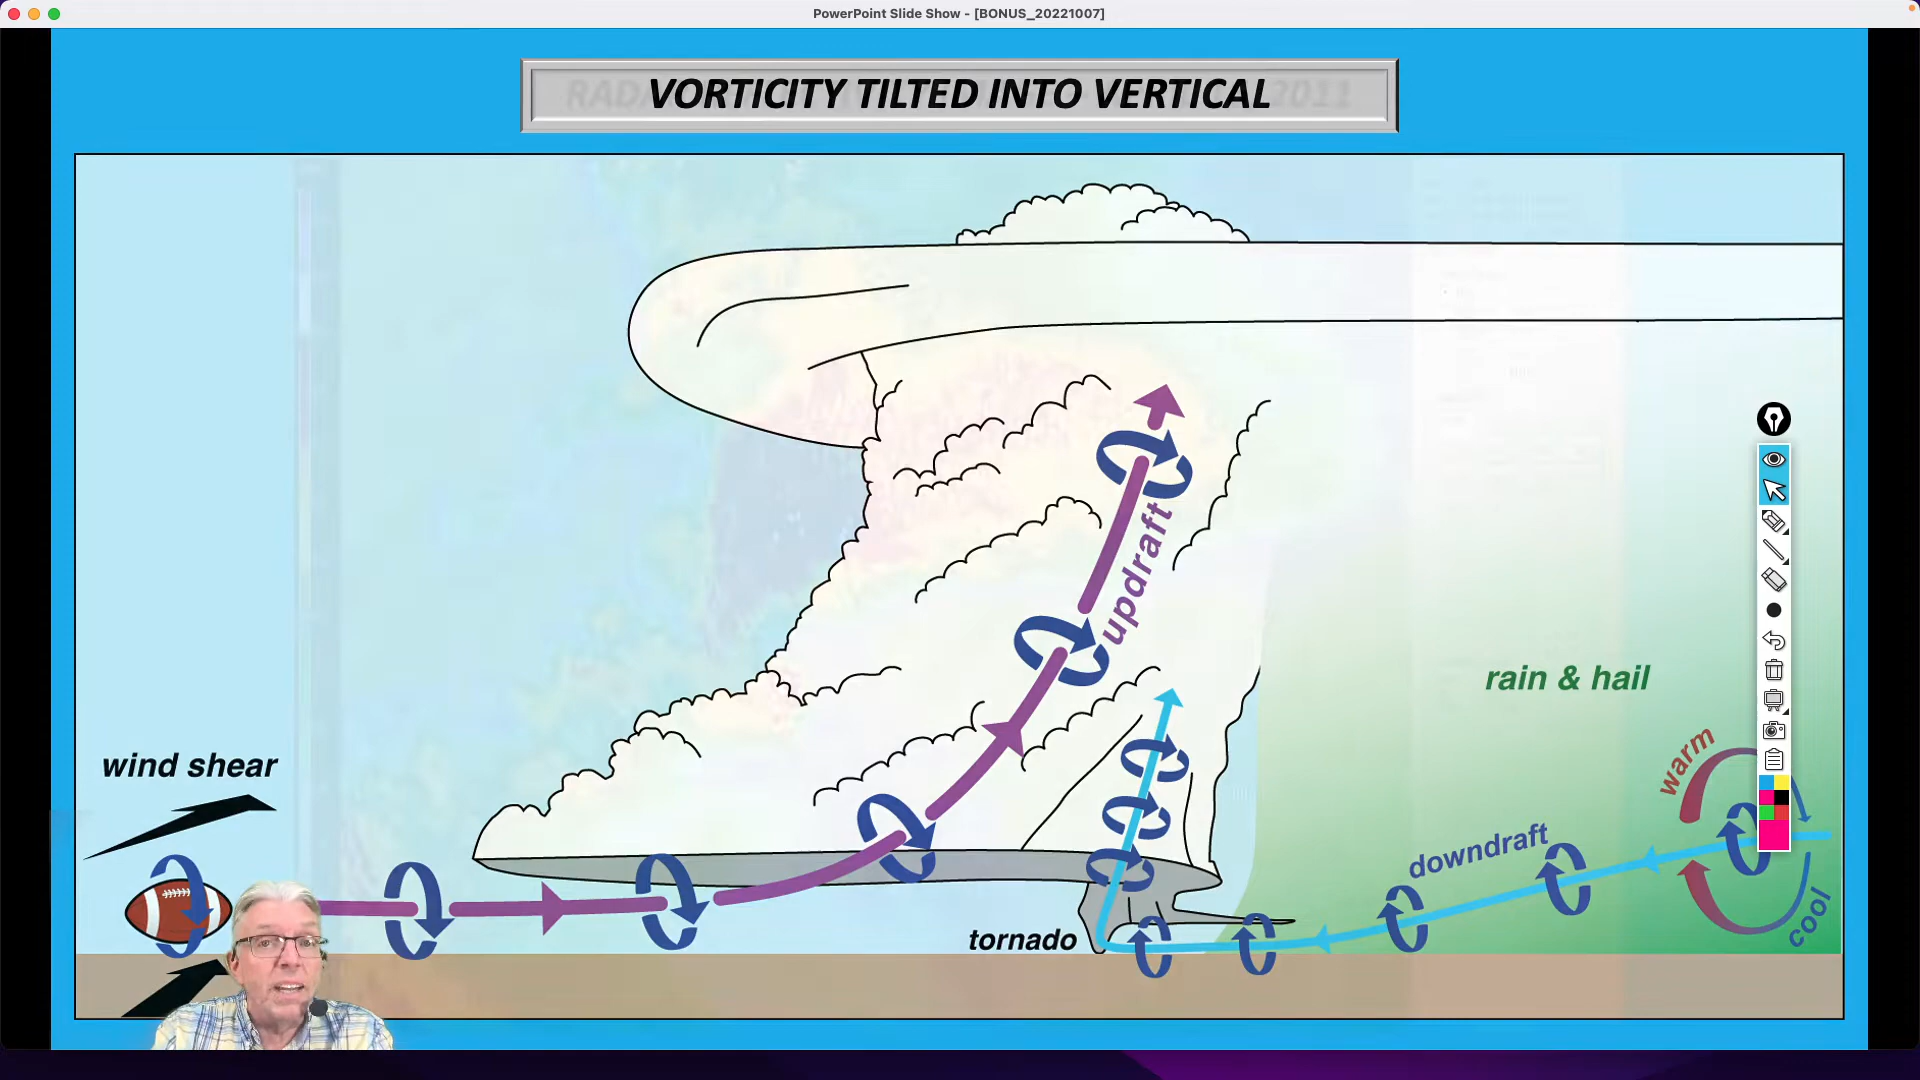 PowerPoint Slide Show - [BONUS_20221007]
VORTICITY TILTED INTO VERTICAL
updraft
rain & hail
wind shear
warm
downdraft
cool
tornado